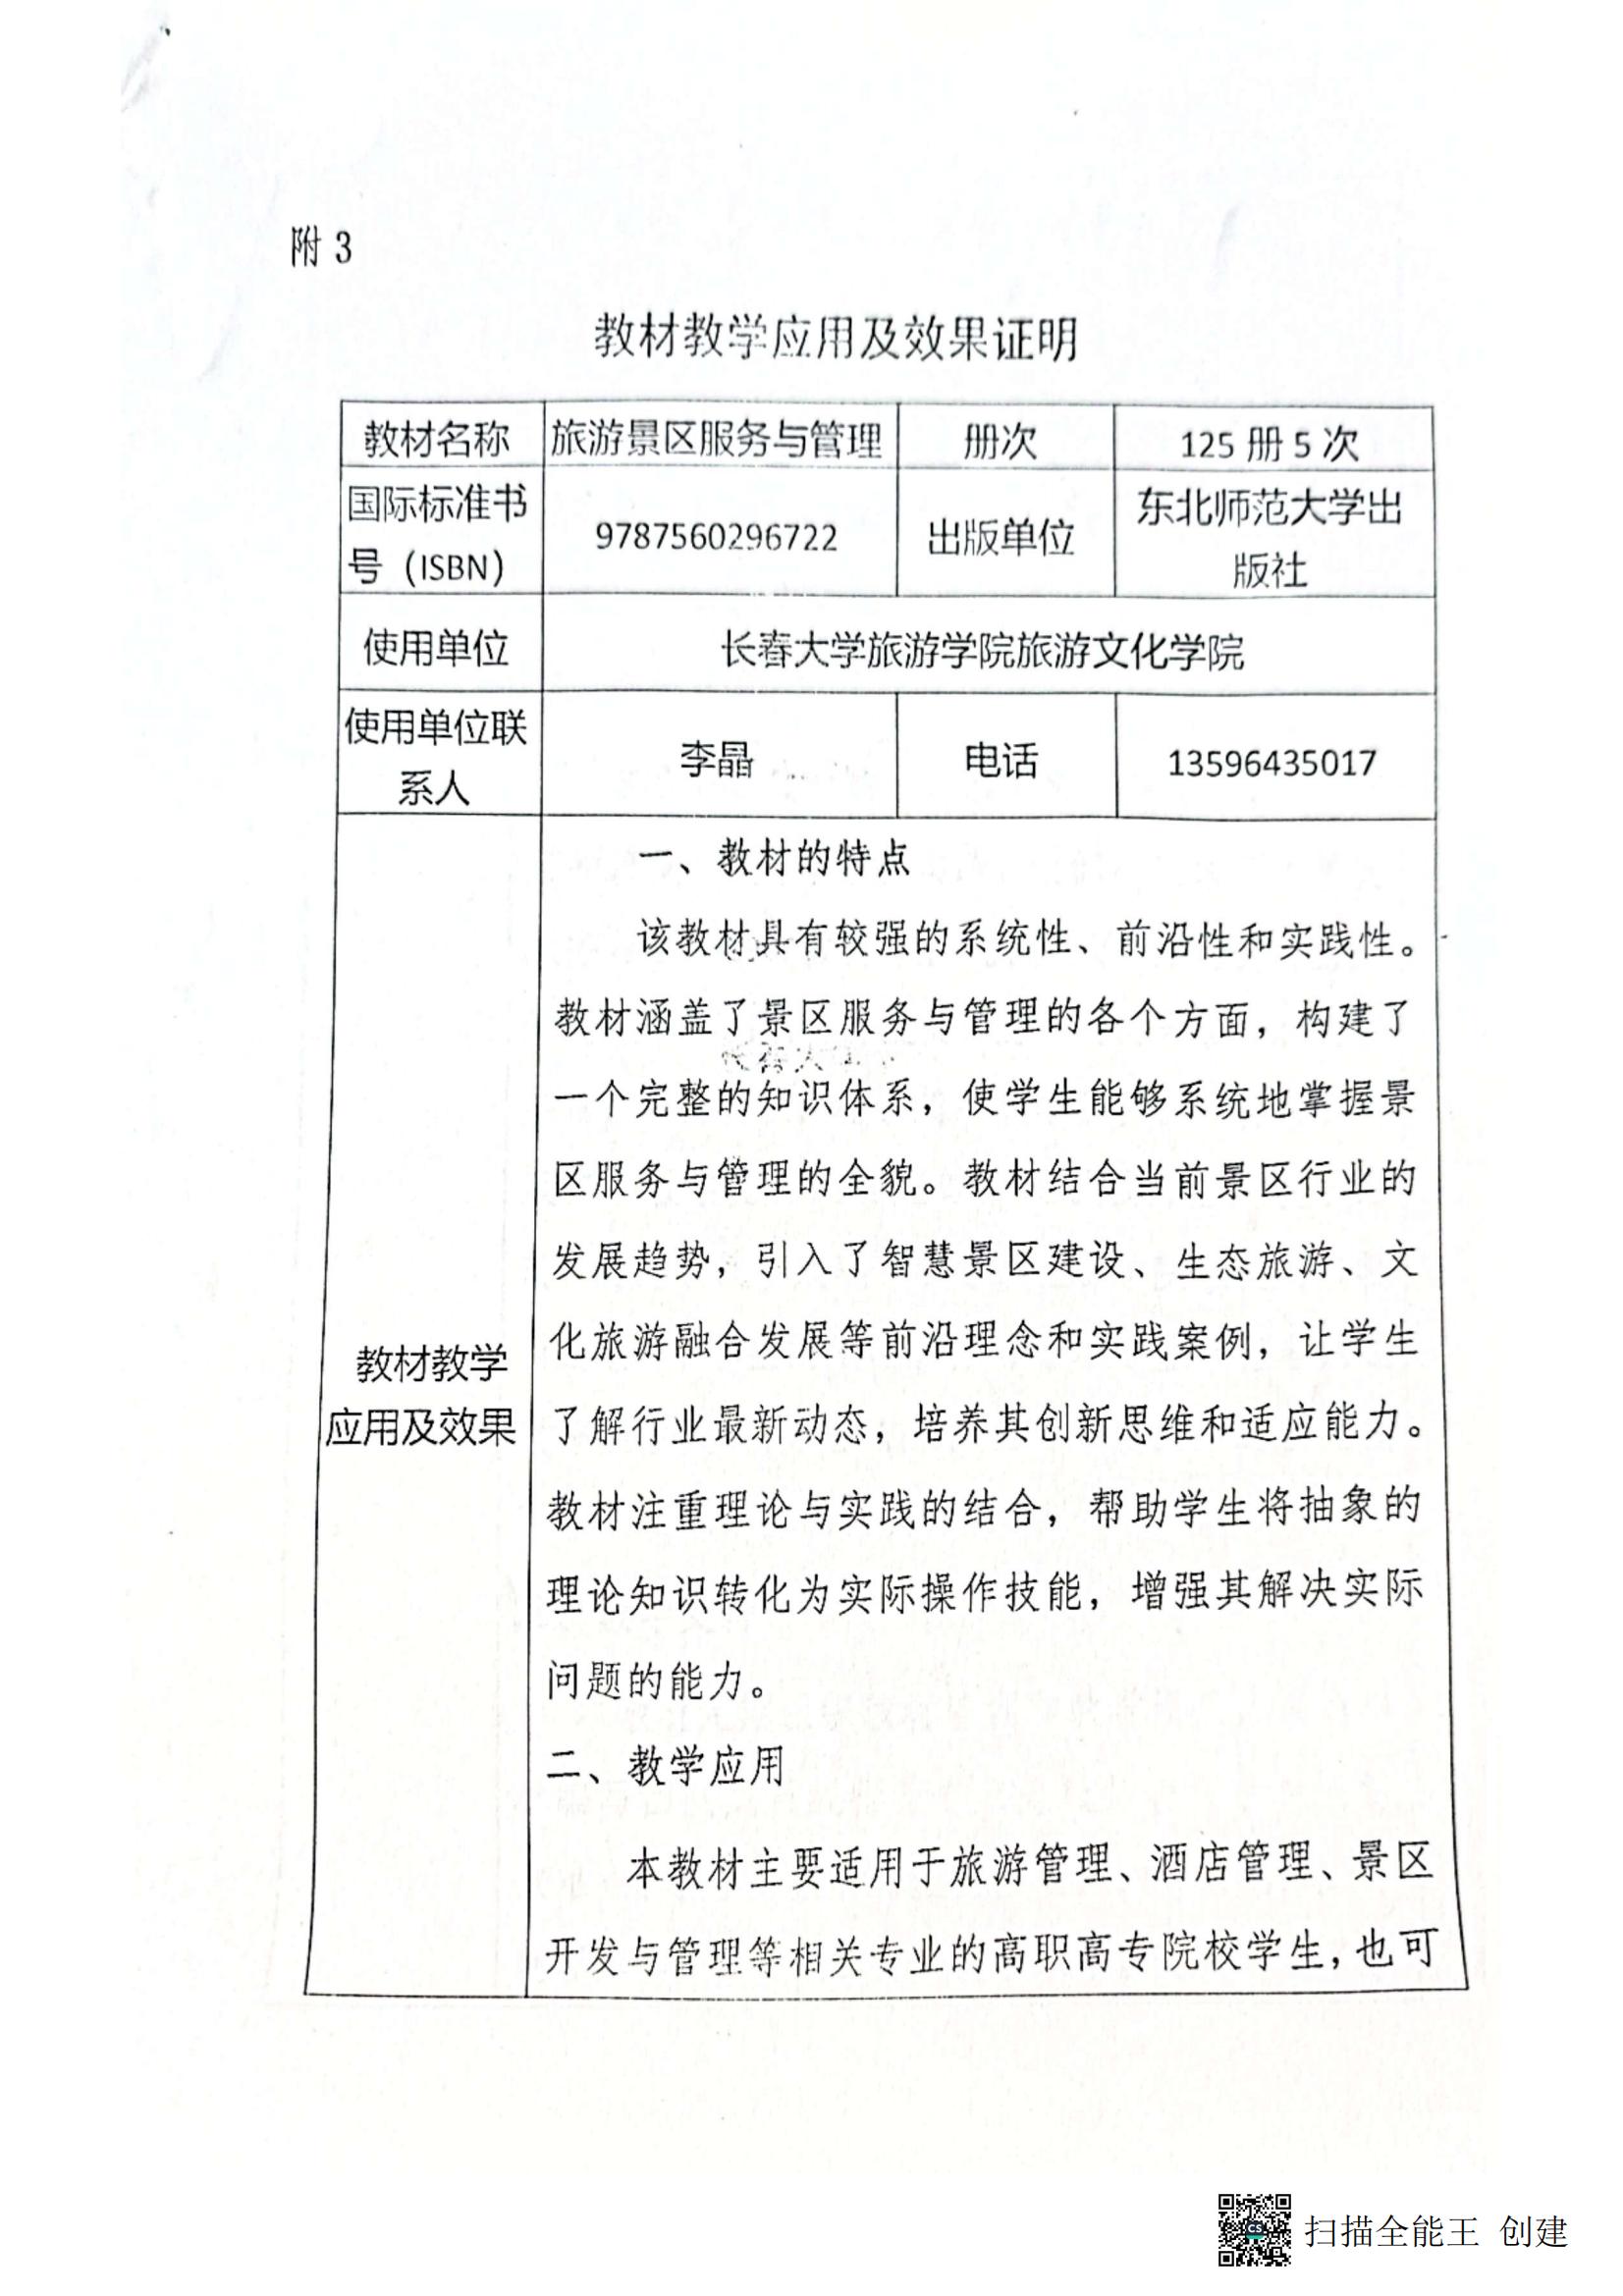 附 3
教材教学应用及效果证明
教材名称 旅游景区服务与管理 册次 125 册 5 次
国际标准书号（ISBN） 9787560296722 出版单位 东北师范大学出版社
使用单位 长春大学旅游学院旅游文化学院
使用单位联系人 李晶 电话 13596435017
教材教学
应用及效果
一、教材的特点
该教材具有较强的系统性、前沿性和实践性。
教材涵盖了景区服务与管理的各个方面，构建了
一个完整的知识体系，使学生能够系统地掌握景
区服务与管理的全貌。教材结合当前景区行业的
发展趋势，引入了智慧景区建设、生态旅游、文
化旅游融合发展等前沿理念和实践案例，让学生
了解行业最新动态，培养其创新思维和适应能力。
教材注重理论与实践的结合，帮助学生将抽象的
理论知识转化为实际操作技能，增强其解决实际
问题的能力。
二、教学应用
本教材主要适用于旅游管理、酒店管理、景区
开发与管理等相关专业的高职高专院校学生，也可
CS
扫描全能王 创建